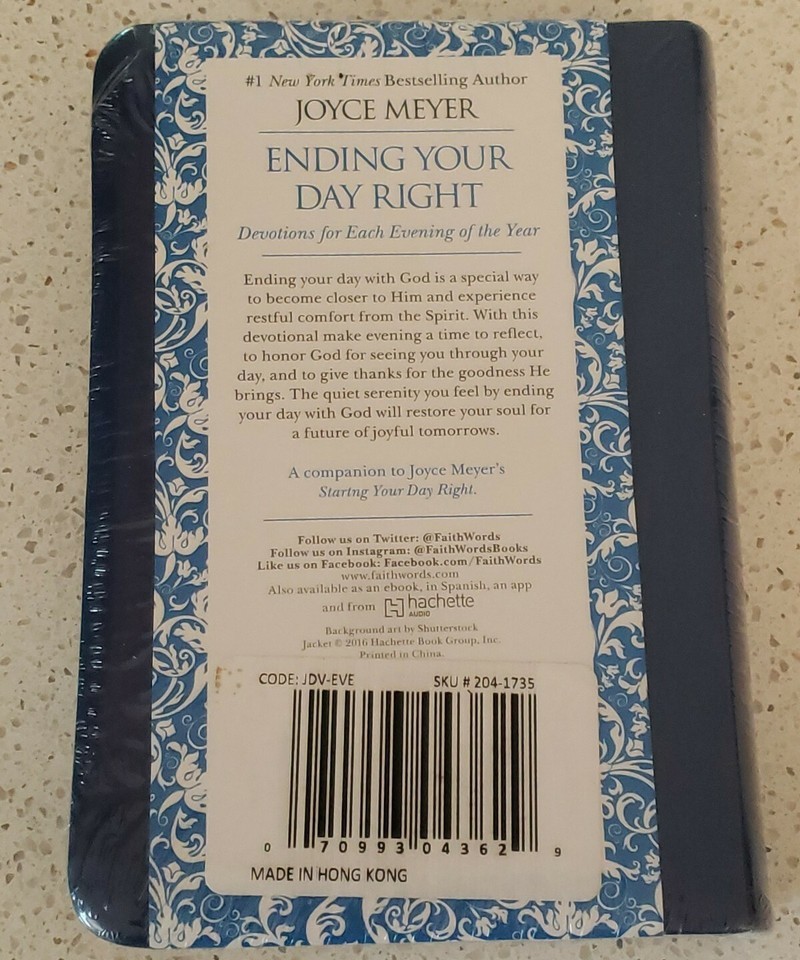 #1 New York Times Bestselling Author
JOYCE MEYER
ENDING YOUR
DAY RIGHT
Devotions for Each Evening of the Year
Ending your day with God is a special way
to become closer to Him and experience
restful comfort from the Spirit. With this
devotional make evening a time to reflect,
to honor God for seeing you through your
day, and to give thanks for the goodness He
brings. The quiet serenity you feel by ending
your day with God will restore your soul for
a future of joyful tomorrows.
A companion to Joyce Meyer's
Startng Your Day Right.
Follow us on Twitter: @FaithWords
Follow us on Instagram: @FaithWordsBooks
Like us on Facebook: Facebook.com/FaithWords
www.faithwords.com
Also available as an ebook, in Spanish, an app
and from hachette
AUDIO
Background art by Shutterstock
Jacket © 2016 Hachette Book Group, Inc.
Printed in China.
CODE: JDV-EVE SKU # 204-1735
0 70993 04362 9
MADE IN HONG KONG